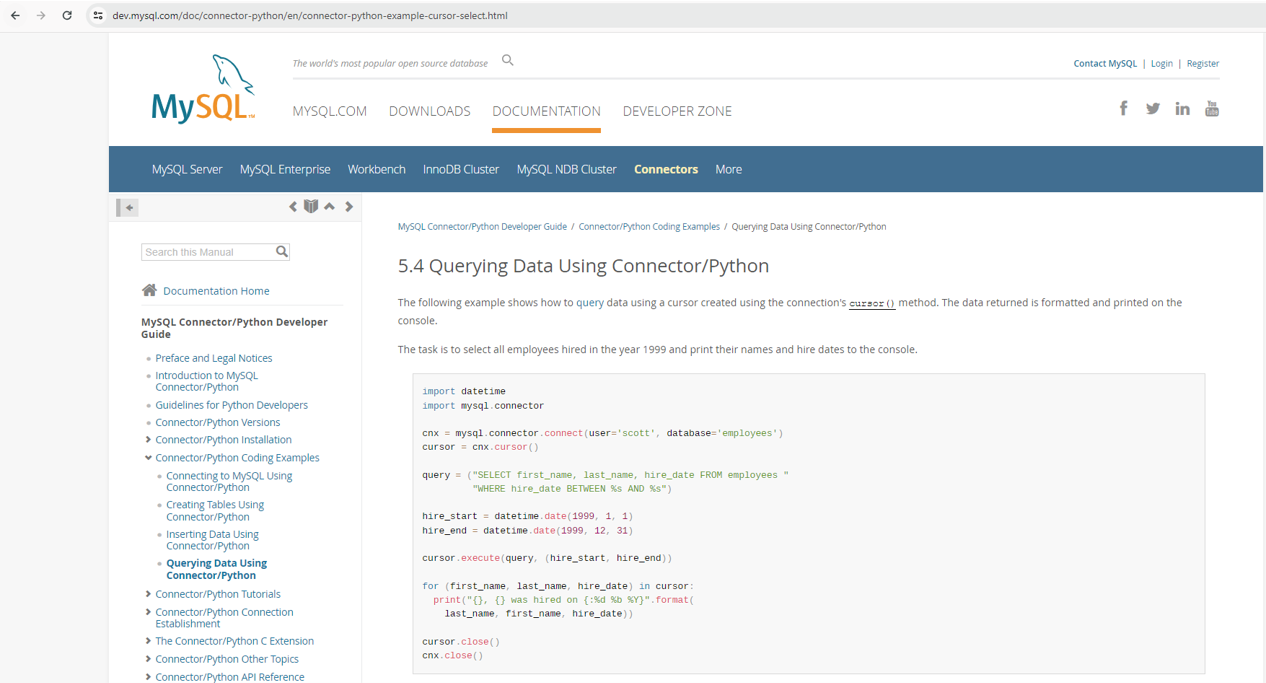 dev.mysql.com/doc/connector-python/en/connector-python-example-cursor-select.html
MySQL™
The world's most popular open source database
Contact MySQL | Login | Register
MYSQL.COM DOWNLOADS DOCUMENTATION DEVELOPER ZONE
f in You Tube
MySQL Server MySQL Enterprise Workbench InnoDB Cluster MySQL NDB Cluster Connectors More
Search this Manual
Documentation Home
MySQL Connector/Python Developer
Guide
Preface and Legal Notices
Introduction to MySQL
Connector/Python
Guidelines for Python Developers
Connector/Python Versions
Connector/Python Installation
Connector/Python Coding Examples
Connecting to MySQL Using
Connector/Python
Creating Tables Using
Connector/Python
Inserting Data Using
Connector/Python
Querying Data Using
Connector/Python
Connector/Python Tutorials
Connector/Python Connection
Establishment
The Connector/Python C Extension
Connector/Python Other Topics
Connector/Python API Reference
MySQL Connector/Python Developer Guide / Connector/Python Coding Examples / Querying Data Using Connector/Python
5.4 Querying Data Using Connector/Python
The following example shows how to query data using a cursor created using the connection's cursor() method. The data returned is formatted and printed on the
console.
The task is to select all employees hired in the year 1999 and print their names and hire dates to the console.
import datetime
import mysql.connector
cnx = mysql.connector.connect(user='scott', database='employees')
cursor = cnx.cursor()
query = ("SELECT first_name, last_name, hire_date FROM employees "
         "WHERE hire_date BETWEEN %s AND %s")
hire_start = datetime.date(1999, 1, 1)
hire_end = datetime.date(1999, 12, 31)
cursor.execute(query, (hire_start, hire_end))
for (first_name, last_name, hire_date) in cursor:
  print("{}, {} was hired on {:%d %b %Y}".format(
    last_name, first_name, hire_date))
cursor.close()
cnx.close()